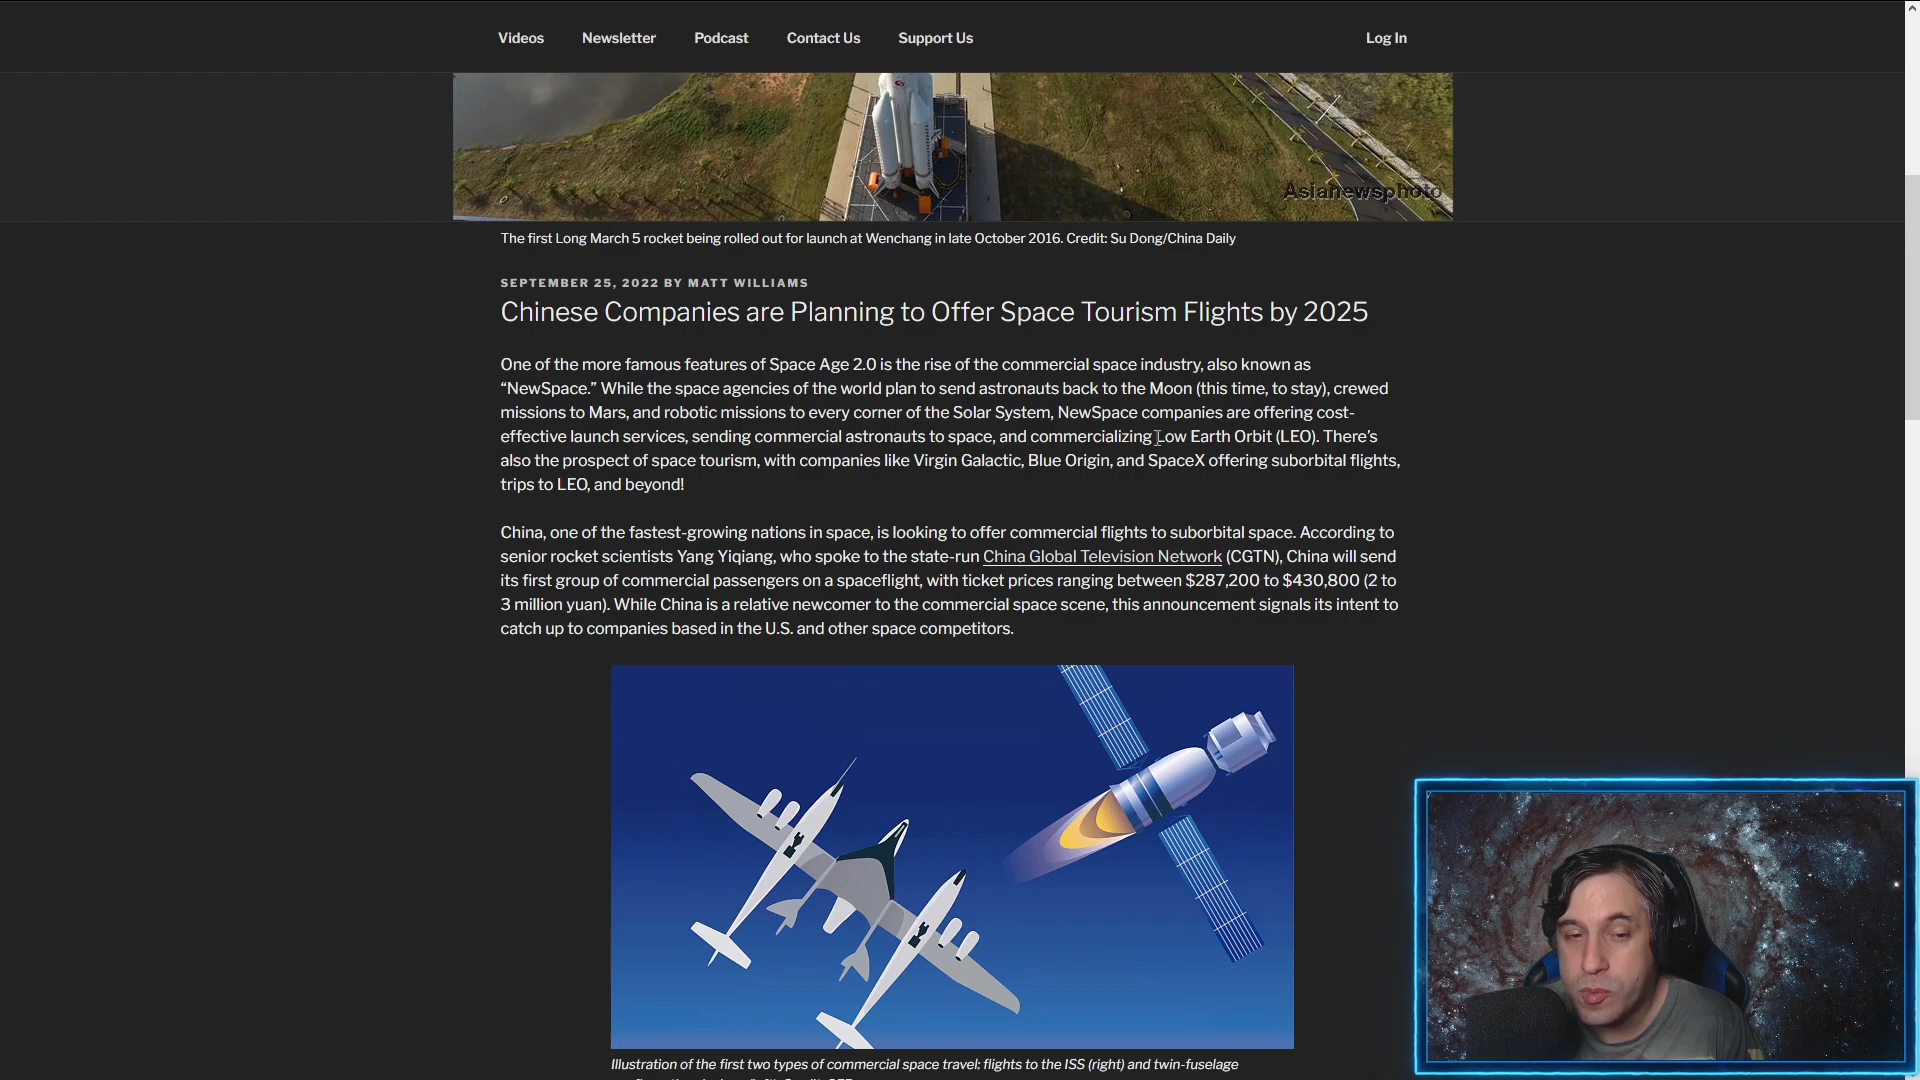 Videos Newsletter Podcast Contact Us Support Us Log In
Asianewsphoto
The first Long March 5 rocket being rolled out for launch at Wenchang in late October 2016. Credit: Su Dong/China Daily
SEPTEMBER 25, 2022 BY MATT WILLIAMS
Chinese Companies are Planning to Offer Space Tourism Flights by 2025
One of the more famous features of Space Age 2.0 is the rise of the commercial space industry, also known as
“NewSpace.” While the space agencies of the world plan to send astronauts back to the Moon (this time, to stay), crewed
missions to Mars, and robotic missions to every corner of the Solar System, NewSpace companies are offering cost-
effective launch services, sending commercial astronauts to space, and commercializing Low Earth Orbit (LEO). There’s
also the prospect of space tourism, with companies like Virgin Galactic, Blue Origin, and SpaceX offering suborbital flights,
trips to LEO, and beyond!
China, one of the fastest-growing nations in space, is looking to offer commercial flights to suborbital space. According to
senior rocket scientists Yang Yiqiang, who spoke to the state-run China Global Television Network (CGTN), China will send
its first group of commercial passengers on a spaceflight, with ticket prices ranging between $287,200 to $430,800 (2 to
3 million yuan). While China is a relative newcomer to the commercial space scene, this announcement signals its intent to
catch up to companies based in the U.S. and other space competitors.
Illustration of the first two types of commercial space travel: flights to the ISS (right) and twin-fuselage